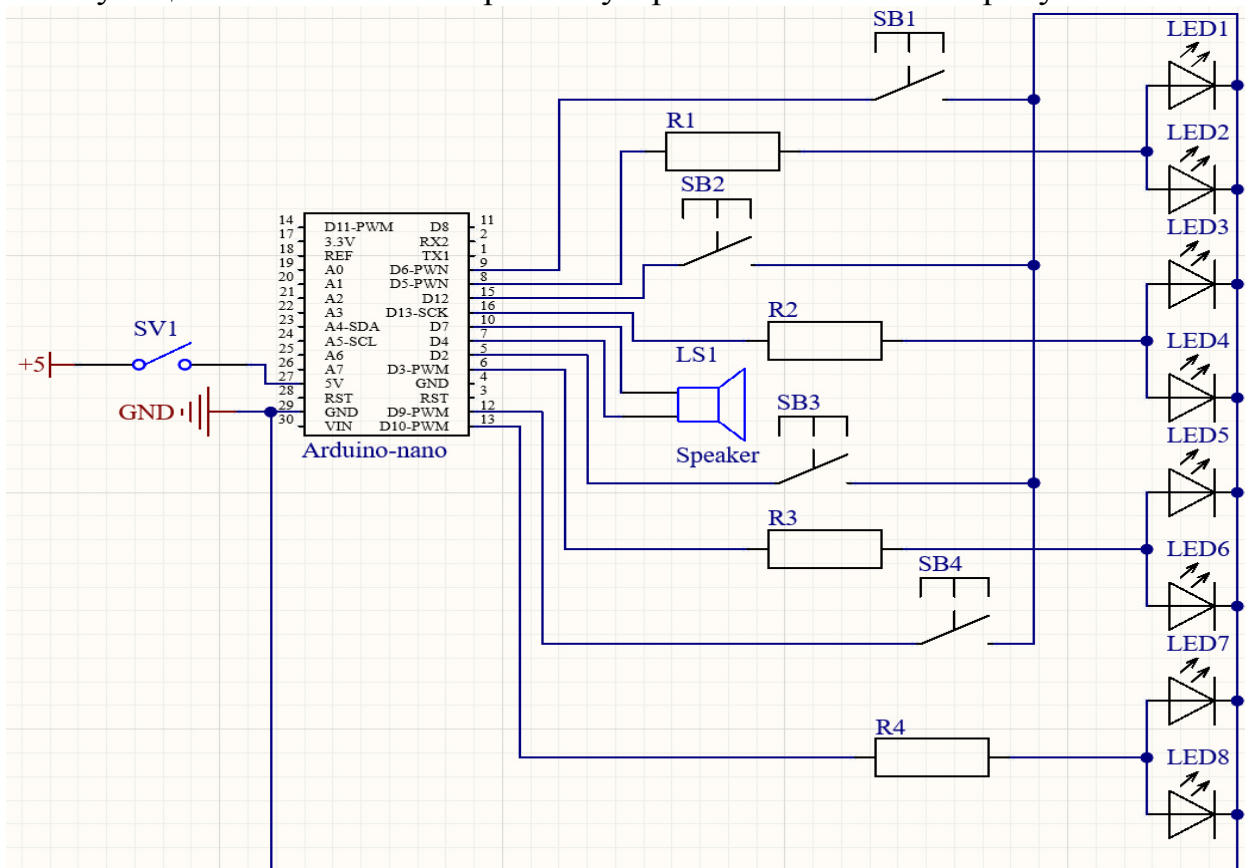 SB1
LED1
R1
LED2
SB2
LED3
14 D11-PWM D8 11
17 3.3V RX2 2
18 REF TX1 1
19 A0 D6-PWN 9
20 A1 D5-PWN 8
21 A2 D12 15
22 A3 D13-SCK 16
23 A4-SDA D7 10
24 A5-SCL D4 7
25 A6 D2 5
26 A7 D3-PWM 6
27 5V GND 4
28 RST RST 3
29 GND D9-PWM 12
30 VIN D10-PWM 13
Arduino-nano
SV1
+5
GND
R2
LED4
LS1
Speaker
SB3
LED5
R3
LED6
SB4
LED7
R4
LED8